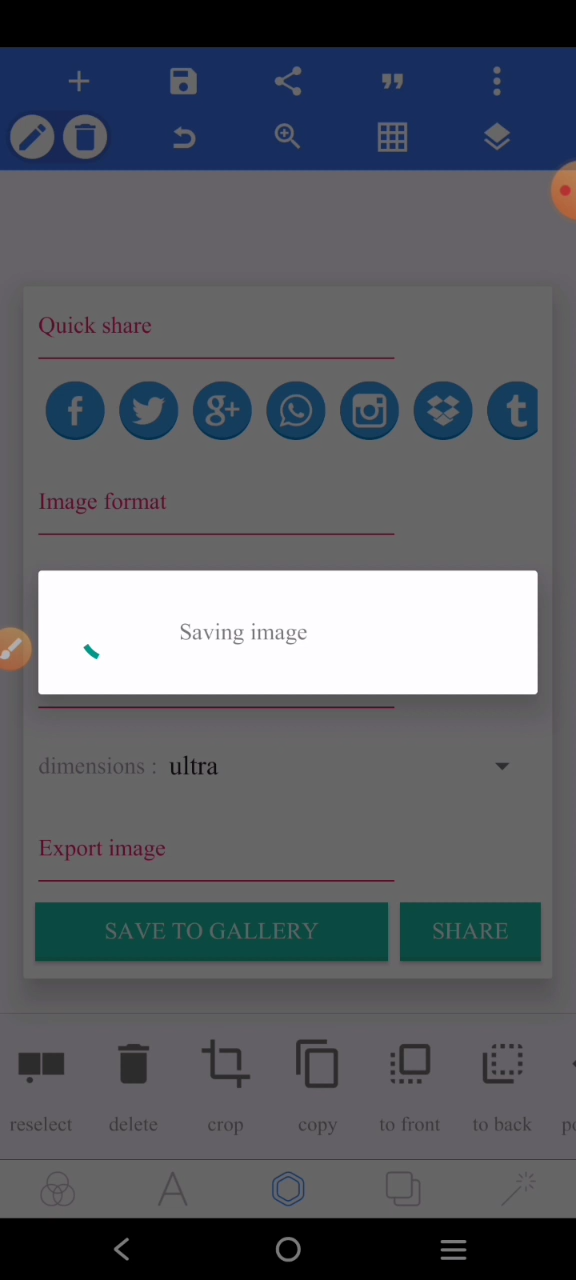 Quick share
Image format
Saving image
dimensions : ultra
Export image
SAVE TO GALLERY
SHARE
reselect
delete
crop
copy
to front
to back